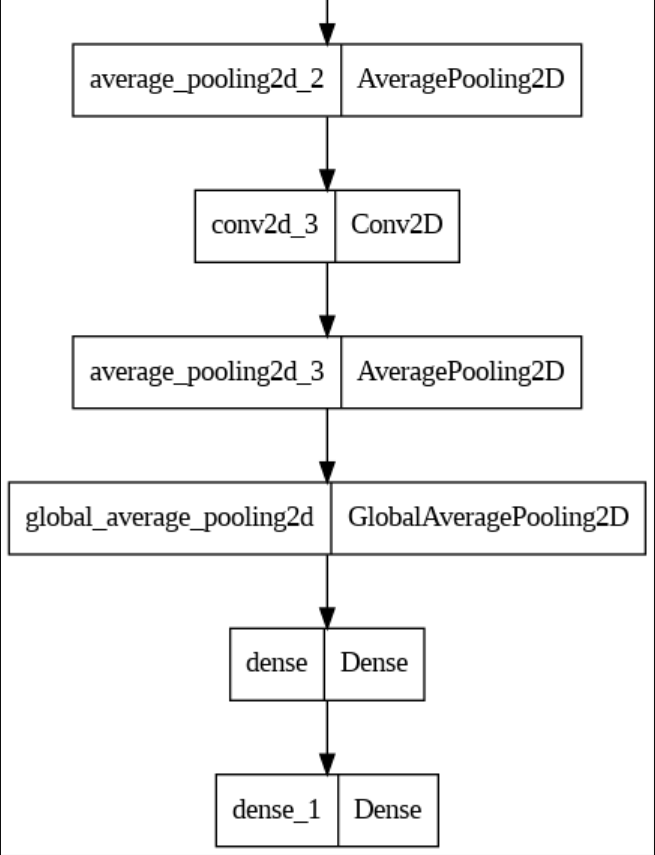 average_pooling2d_2 AveragePooling2D
conv2d_3 Conv2D
average_pooling2d_3 AveragePooling2D
global_average_pooling2d GlobalAveragePooling2D
dense Dense
dense_1 Dense